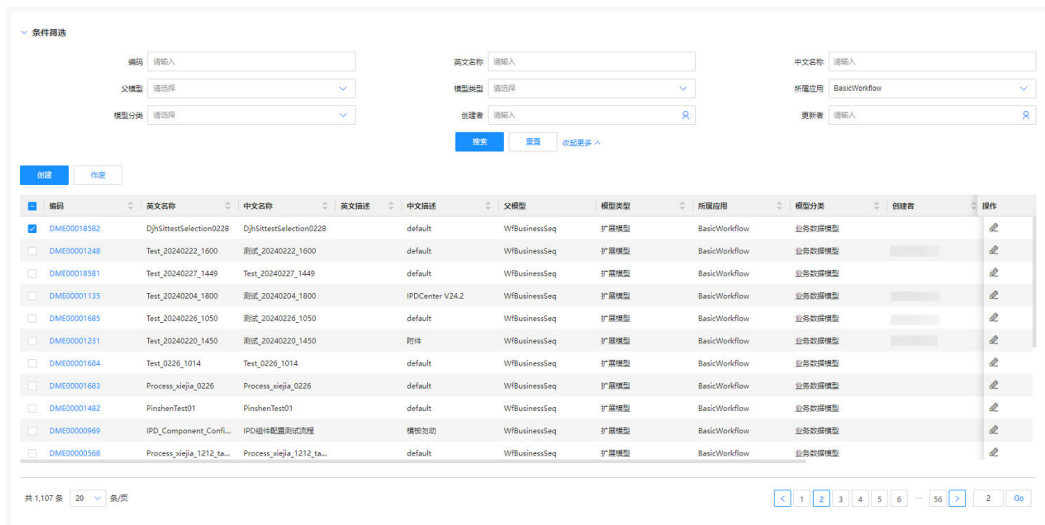 条件筛选
编码 请输入 英文名称 请输入 中文名称 请输入
父模型 请选择 模型类型 请选择 所属应用 BasicWorkflow
模型分类 请选择 创建者 请输入 更新者 请输入
搜索 重置 收起更多
创建 作废
编码 英文名称 中文名称 英文描述 中文描述 父模型 模型类型 所属应用 模型分类 创建者 操作
DME00018582 DjhSittestSelection0228 DjhSittestSelection0228 default WfBusinessSeq 扩展模型 BasicWorkflow 业务数据模型
DME00001248 Test_20240222_1600 测试_20240222_1600 default WfBusinessSeq 扩展模型 BasicWorkflow 业务数据模型
DME00018581 Test_20240227_1449 Test_20240227_1449 default WfBusinessSeq 扩展模型 BasicWorkflow 业务数据模型
DME00001135 Test_20240204_1800 测试_20240204_1800 IPDCenter V24.2 WfBusinessSeq 扩展模型 BasicWorkflow 业务数据模型
DME00001685 Test_20240226_1050 测试_20240226_1050 default WfBusinessSeq 扩展模型 BasicWorkflow 业务数据模型
DME00001231 Test_20240220_1450 测试_20240220_1450 附件 WfBusinessSeq 扩展模型 BasicWorkflow 业务数据模型
DME00001684 Test_0226_1014 Test_0226_1014 default WfBusinessSeq 扩展模型 BasicWorkflow 业务数据模型
DME00001683 Process_xiejia_0226 Process_xiejia_0226 default WfBusinessSeq 扩展模型 BasicWorkflow 业务数据模型
DME00001482 PinshenTest01 PinshenTest01 default WfBusinessSeq 扩展模型 BasicWorkflow 业务数据模型
DME00000969 IPD_Component_Confi... IPD组件配置测试流程 模板勿动 WfBusinessSeq 扩展模型 BasicWorkflow 业务数据模型
DME00000568 Process_xiejia_1212_ta... Process_xiejia_1212_ta... default WfBusinessSeq 扩展模型 BasicWorkflow 业务数据模型
共 1,107 条 20 条/页 1 2 3 4 5 6 ... 56 2 Go